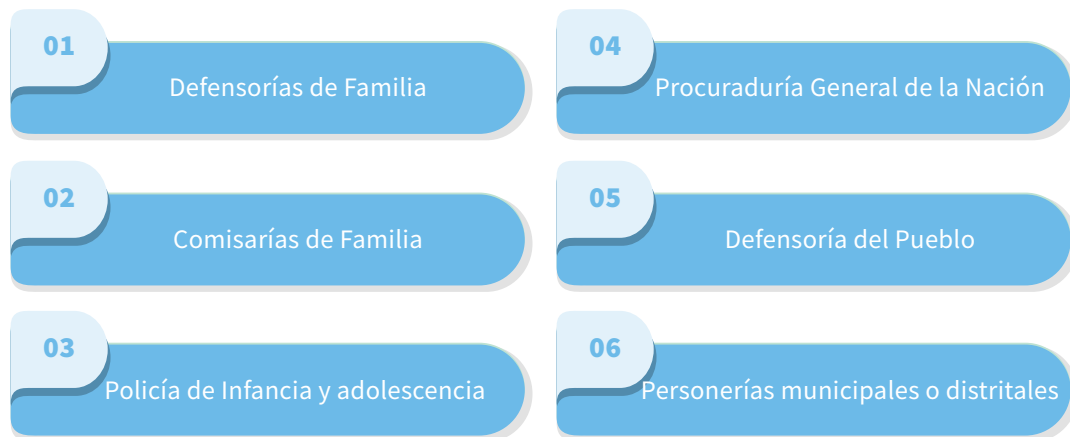 01
Defensorías de Familia
02
Comisarías de Familia
03
Policía de Infancia y adolescencia
04
Procuraduría General de la Nación
05
Defensoría del Pueblo
06
Personerías municipales o distritales